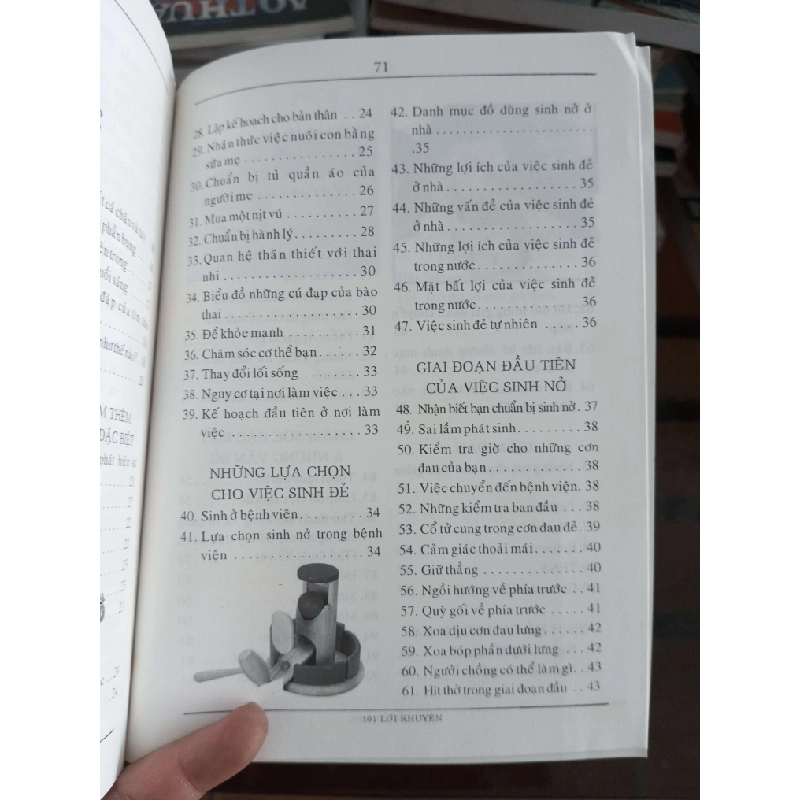 71
28. Lập kế hoạch cho bản thân . . 24
29. Nhận thức việc nuôi con bằng
sữa mẹ . . . . . . . . . . . . . . . . 25
30. Chuẩn bị tủ quần áo của
người mẹ . . . . . . . . . . . . . . 26
31. Mua một nịt vú . . . . . . . . . . 27
32. Chuẩn bị hành lý. . . . . . . . . 28
33. Quan hệ thân thiết với thai
nhi . . . . . . . . . . . . . . . . . . . 30
34. Biểu đồ những cú đạp của bào
thai . . . . . . . . . . . . . . . . . . . 30
35. Để khỏe mạnh . . . . . . . . . . 31
36. Chăm sóc cơ thể bạn. . . . . . 32
37. Thay đổi lối sống . . . . . . . . 33
38. Nguy cơ tại nơi làm việc . . . 33
39. Kế hoạch đầu tiên ở nơi làm
việc. . . . . . . . . . . . . . . . . . . 33
NHỮNG LỰA CHỌN
CHO VIỆC SINH ĐẺ
40. Sinh ở bệnh viện. . . . . . . . . 34
41. Lựa chọn sinh nở trong bệnh
viện . . . . . . . . . . . . . . . . . . 34
42. Danh mục đồ dùng sinh nở ở
nhà . . . . . . . . . . . . . . . . . . . .
.35
43. Những lợi ích của việc sinh đẻ
ở nhà . . . . . . . . . . . . . . . . . 35
44. Những vấn đề của việc sinh đẻ
ở nhà . . . . . . . . . . . . . . . . . 35
45. Những lợi ích của việc sinh đẻ
trong nước. . . . . . . . . . . . . 36
46. Mặt bất lợi của việc sinh đẻ
trong nước. . . . . . . . . . . . . 36
47. Việc sinh đẻ tự nhiên . . . . . 36
GIAI ĐOẠN ĐẦU TIÊN
CỦA VIỆC SINH NỞ
48. Nhận biết bạn chuẩn bị sinh nở . 37
49. Sai lầm phát sinh . . . . . . . . 38
50. Kiểm tra giờ cho những cơn
đau của bạn . . . . . . . . . . . . 38
51. Việc chuyển đến bệnh viện. 38
52. Những kiểm tra ban đầu . . . 38
53. Cổ tử cung trong cơn đau đẻ. 39
54. Cảm giác thoải mái. . . . . . . 40
55. Giữ thẳng . . . . . . . . . . . . . . 40
56. Ngồi hướng về phía trước . . 41
57. Quỳ gối về phía trước . . . . . 41
58. Xoa dịu cơn đau lưng. . . . . . 42
59. Xoa bóp phần dưới lưng . . . 42
60. Người chồng có thể làm gì. . 43
61. Hít thở trong giai đoạn đầu . . 43
101 LỜI KHUYÊN